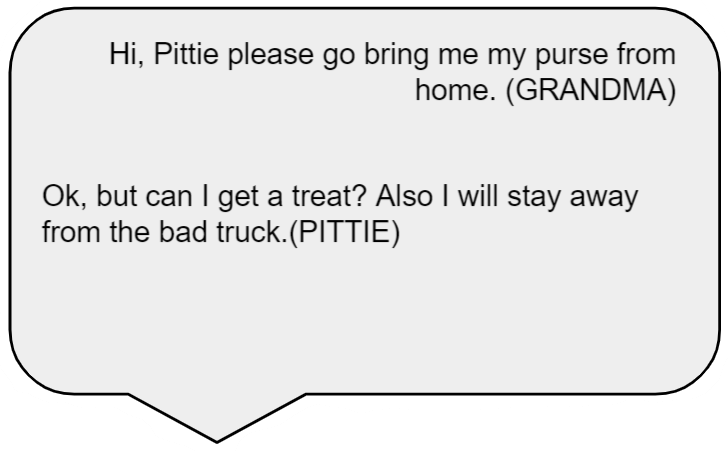 Hi, Pittie please go bring me my purse from
home. (GRANDMA)
Ok, but can I get a treat? Also I will stay away
from the bad truck.(PITTIE)